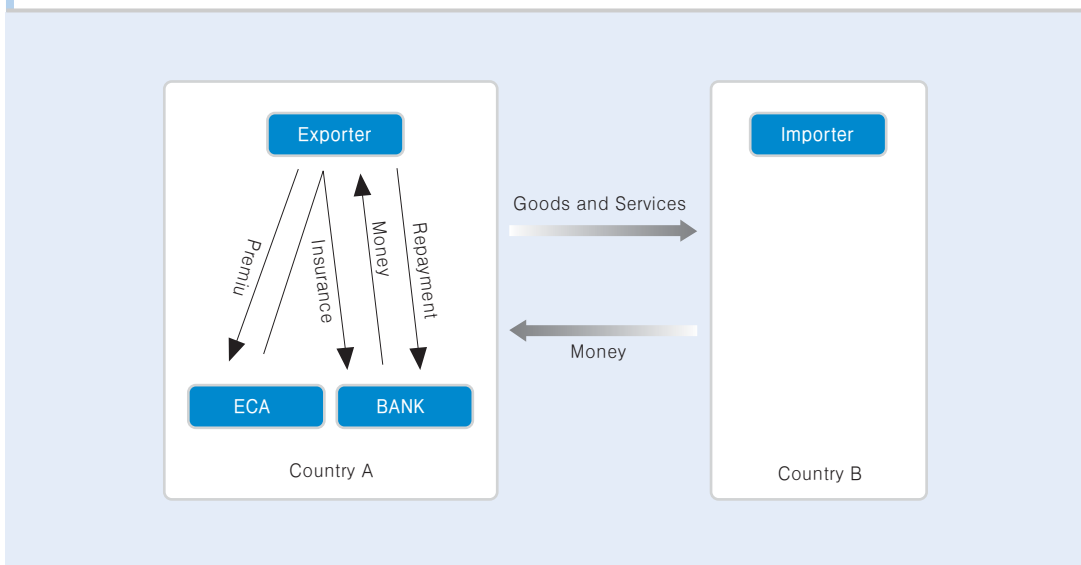 Exporter
Importer
Goods and Services
Premiu
Insurance
Money
Repayment
Money
ECA
BANK
Country A
Country B